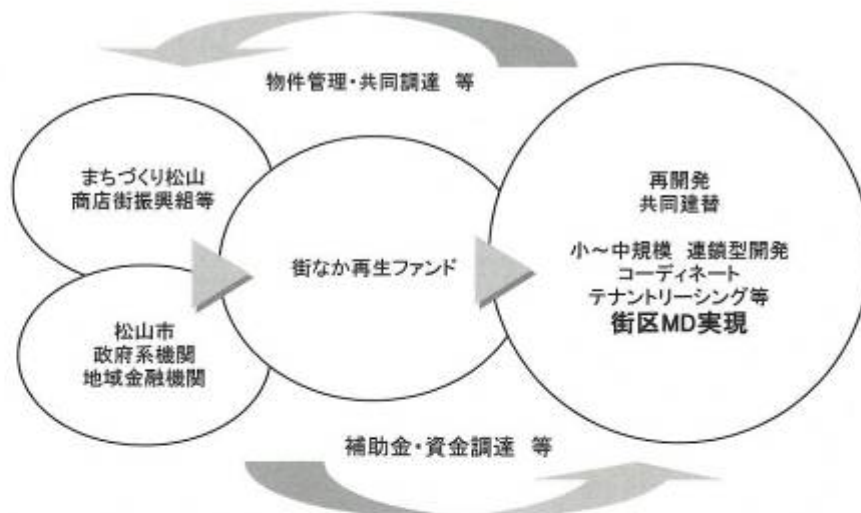 物件管理・共同調達 等
まちづくり松山
商店街振興組等
街なか再生ファンド
松山市
政府系機関
地域金融機関
再開発
共同建替
小~中規模 連鎖型開発
コーディネート
テナントリーシング等
街区MD実現
補助金・資金調達 等